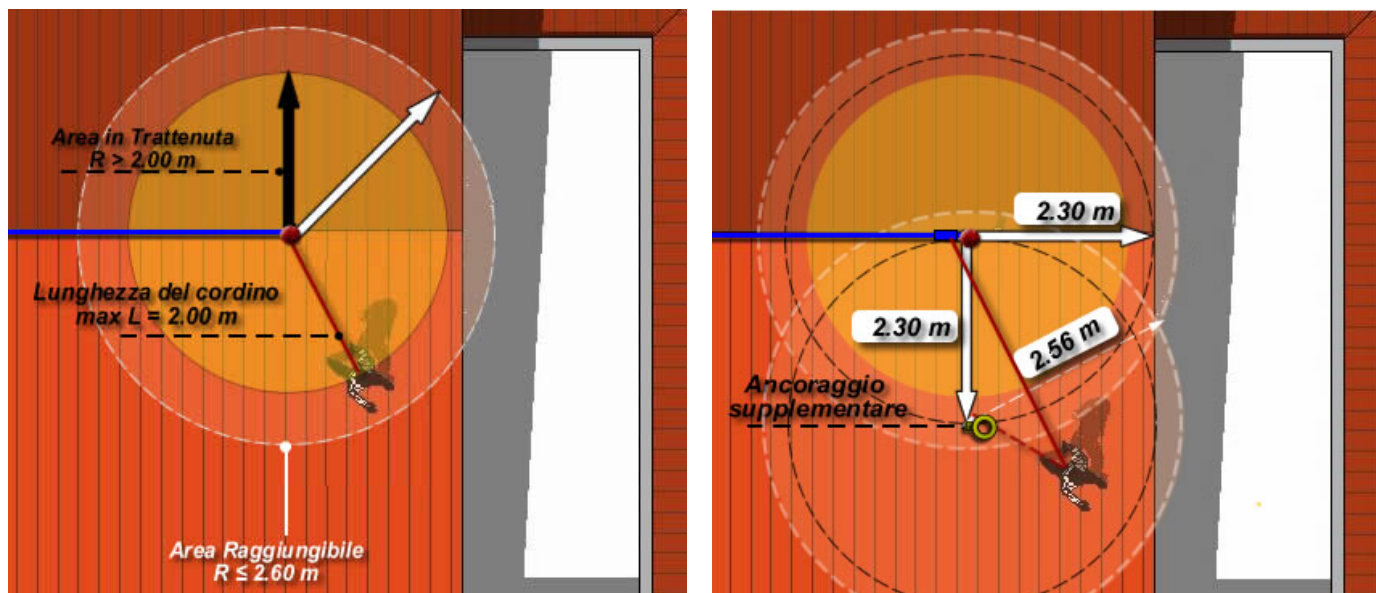 Area in Trattenuta
R > 2.00 m
Lunghezza del cordino
max L = 2.00 m
Area Raggiungibile
R ≤ 2.60 m
2.30 m
2.30 m
2.56 m
Ancoraggio
supplementare